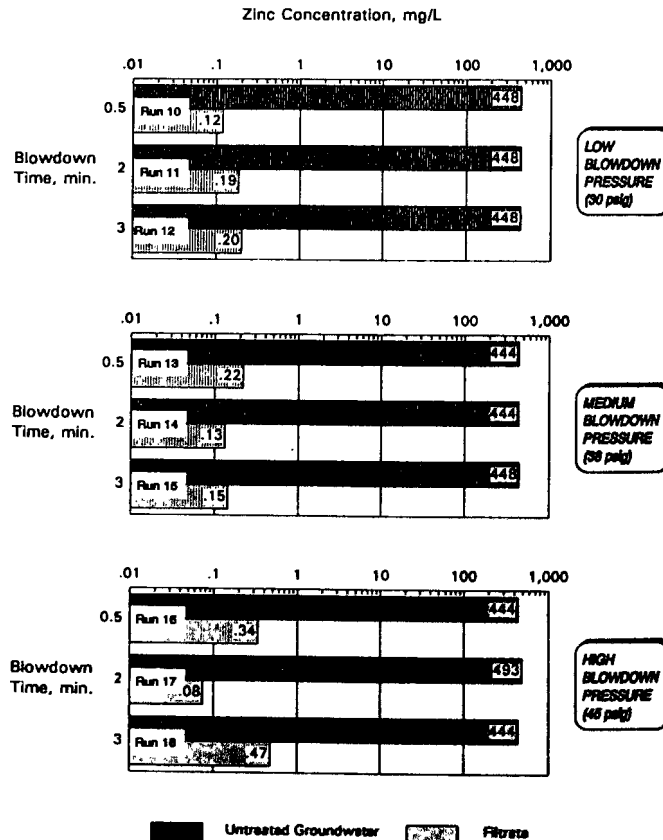 Zinc Concentration, mg/L
.01 .1 1 10 100 1,000
0.5 Run 10 448
.12
Blowdown
Time, min.
2 Run 11 448
.19
3 Run 12 448
.20
LOW
BLOWDOWN
PRESSURE
(30 psig)
.01 .1 1 10 100 1,000
0.5 Run 13 444
.22
Blowdown
Time, min.
2 Run 14 444
.13
3 Run 15 448
.15
MEDIUM
BLOWDOWN
PRESSURE
(38 psig)
.01 .1 1 10 100 1,000
0.5 Run 16 444
.34
Blowdown
Time, min.
2 Run 17 493
.08
3 Run 18 444
.47
HIGH
BLOWDOWN
PRESSURE
(45 psig)
Untreated Groundwater Filtrate